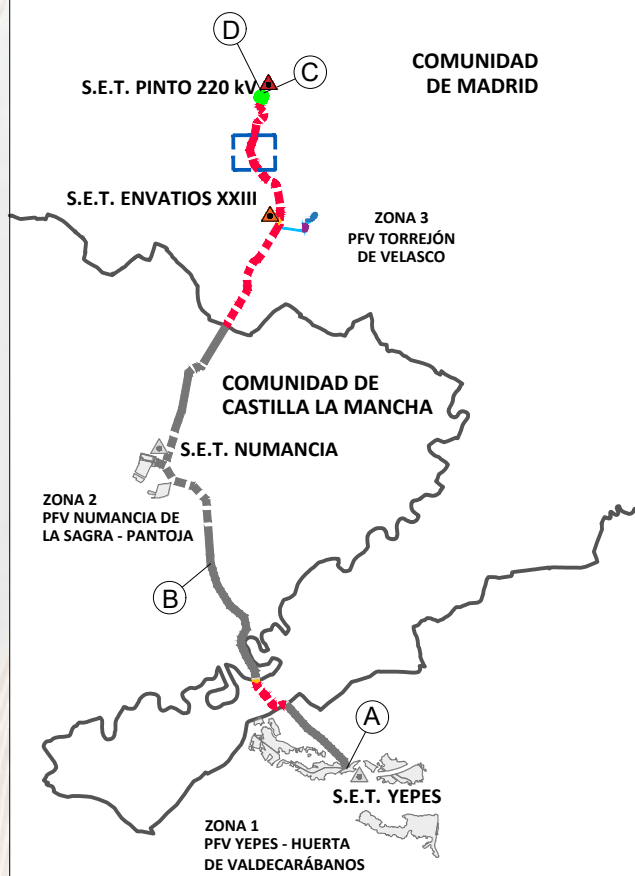 D
C
COMUNIDAD
DE MADRID
S.E.T. PINTO 220 kV
S.E.T. ENVATIOS XXIII
ZONA 3
PFV TORREJÓN
DE VELASCO
COMUNIDAD DE
CASTILLA LA MANCHA
S.E.T. NUMANCIA
ZONA 2
PFV NUMANCIA DE
LA SAGRA - PANTOJA
B
A
S.E.T. YEPES
ZONA 1
PFV YEPES - HUERTA
DE VALDECARÁBANOS